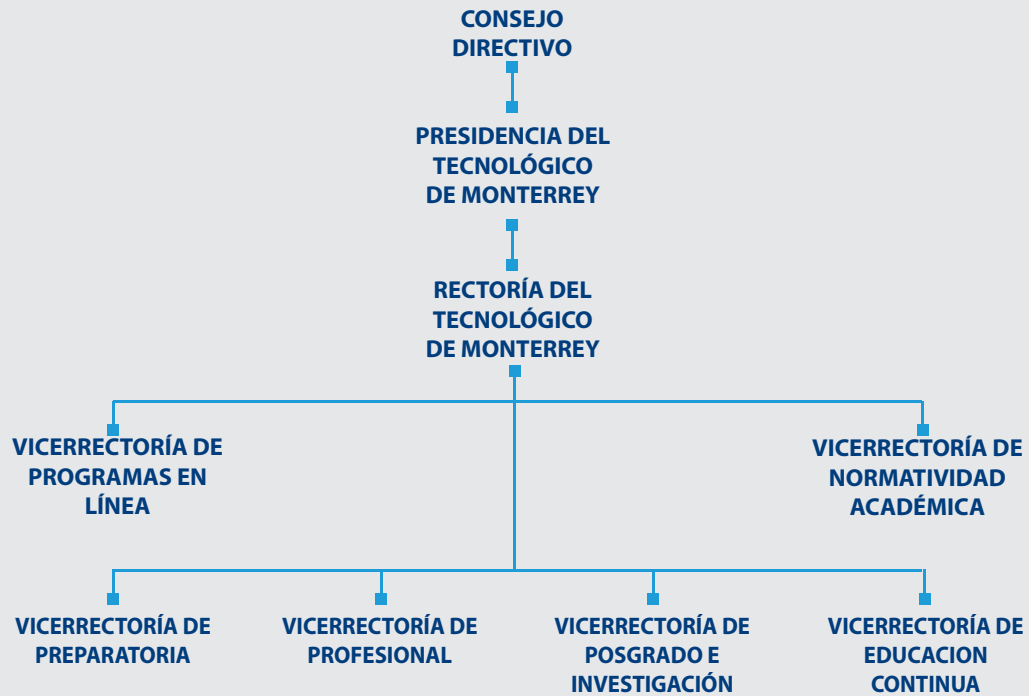 CONSEJO
DIRECTIVO
PRESIDENCIA DEL
TECNOLÓGICO
DE MONTERREY
RECTORÍA DEL
TECNOLÓGICO
DE MONTERREY
VICERRECTORÍA DE
PROGRAMAS EN
LÍNEA
VICERRECTORÍA DE
NORMATIVIDAD
ACADÉMICA
VICERRECTORÍA DE
PREPARATORIA
VICERRECTORÍA DE
PROFESIONAL
VICERRECTORÍA DE
POSGRADO E
INVESTIGACIÓN
VICERRECTORÍA DE
EDUCACION
CONTINUA